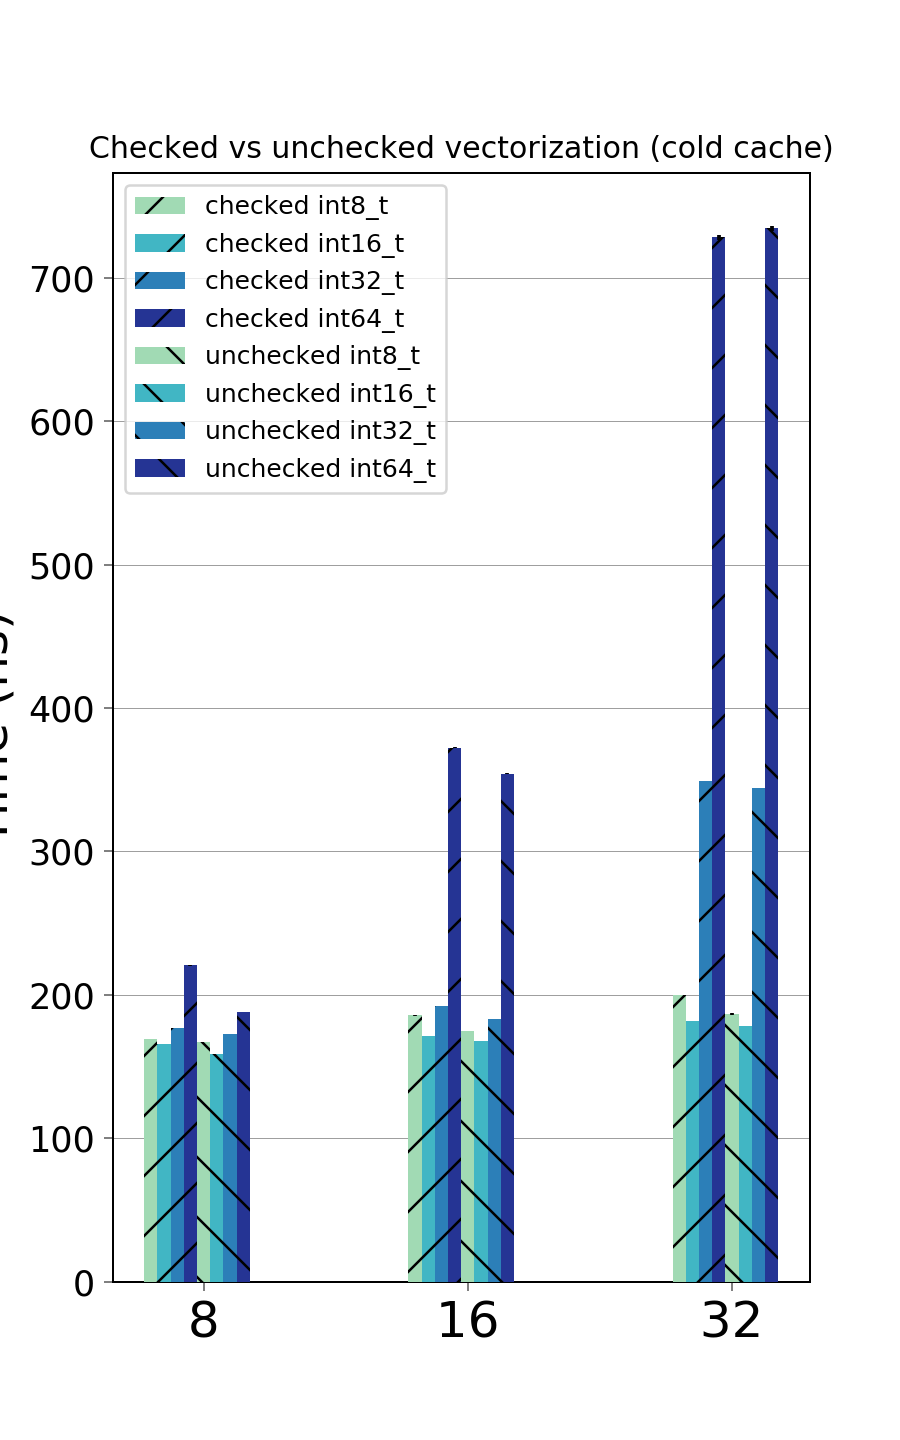 Checked vs unchecked vectorization (cold cache)
checked int8_t
checked int16_t
checked int32_t
checked int64_t
unchecked int8_t
unchecked int16_t
unchecked int32_t
unchecked int64_t
700
600
500
400
300
200
100
0
8 16 32